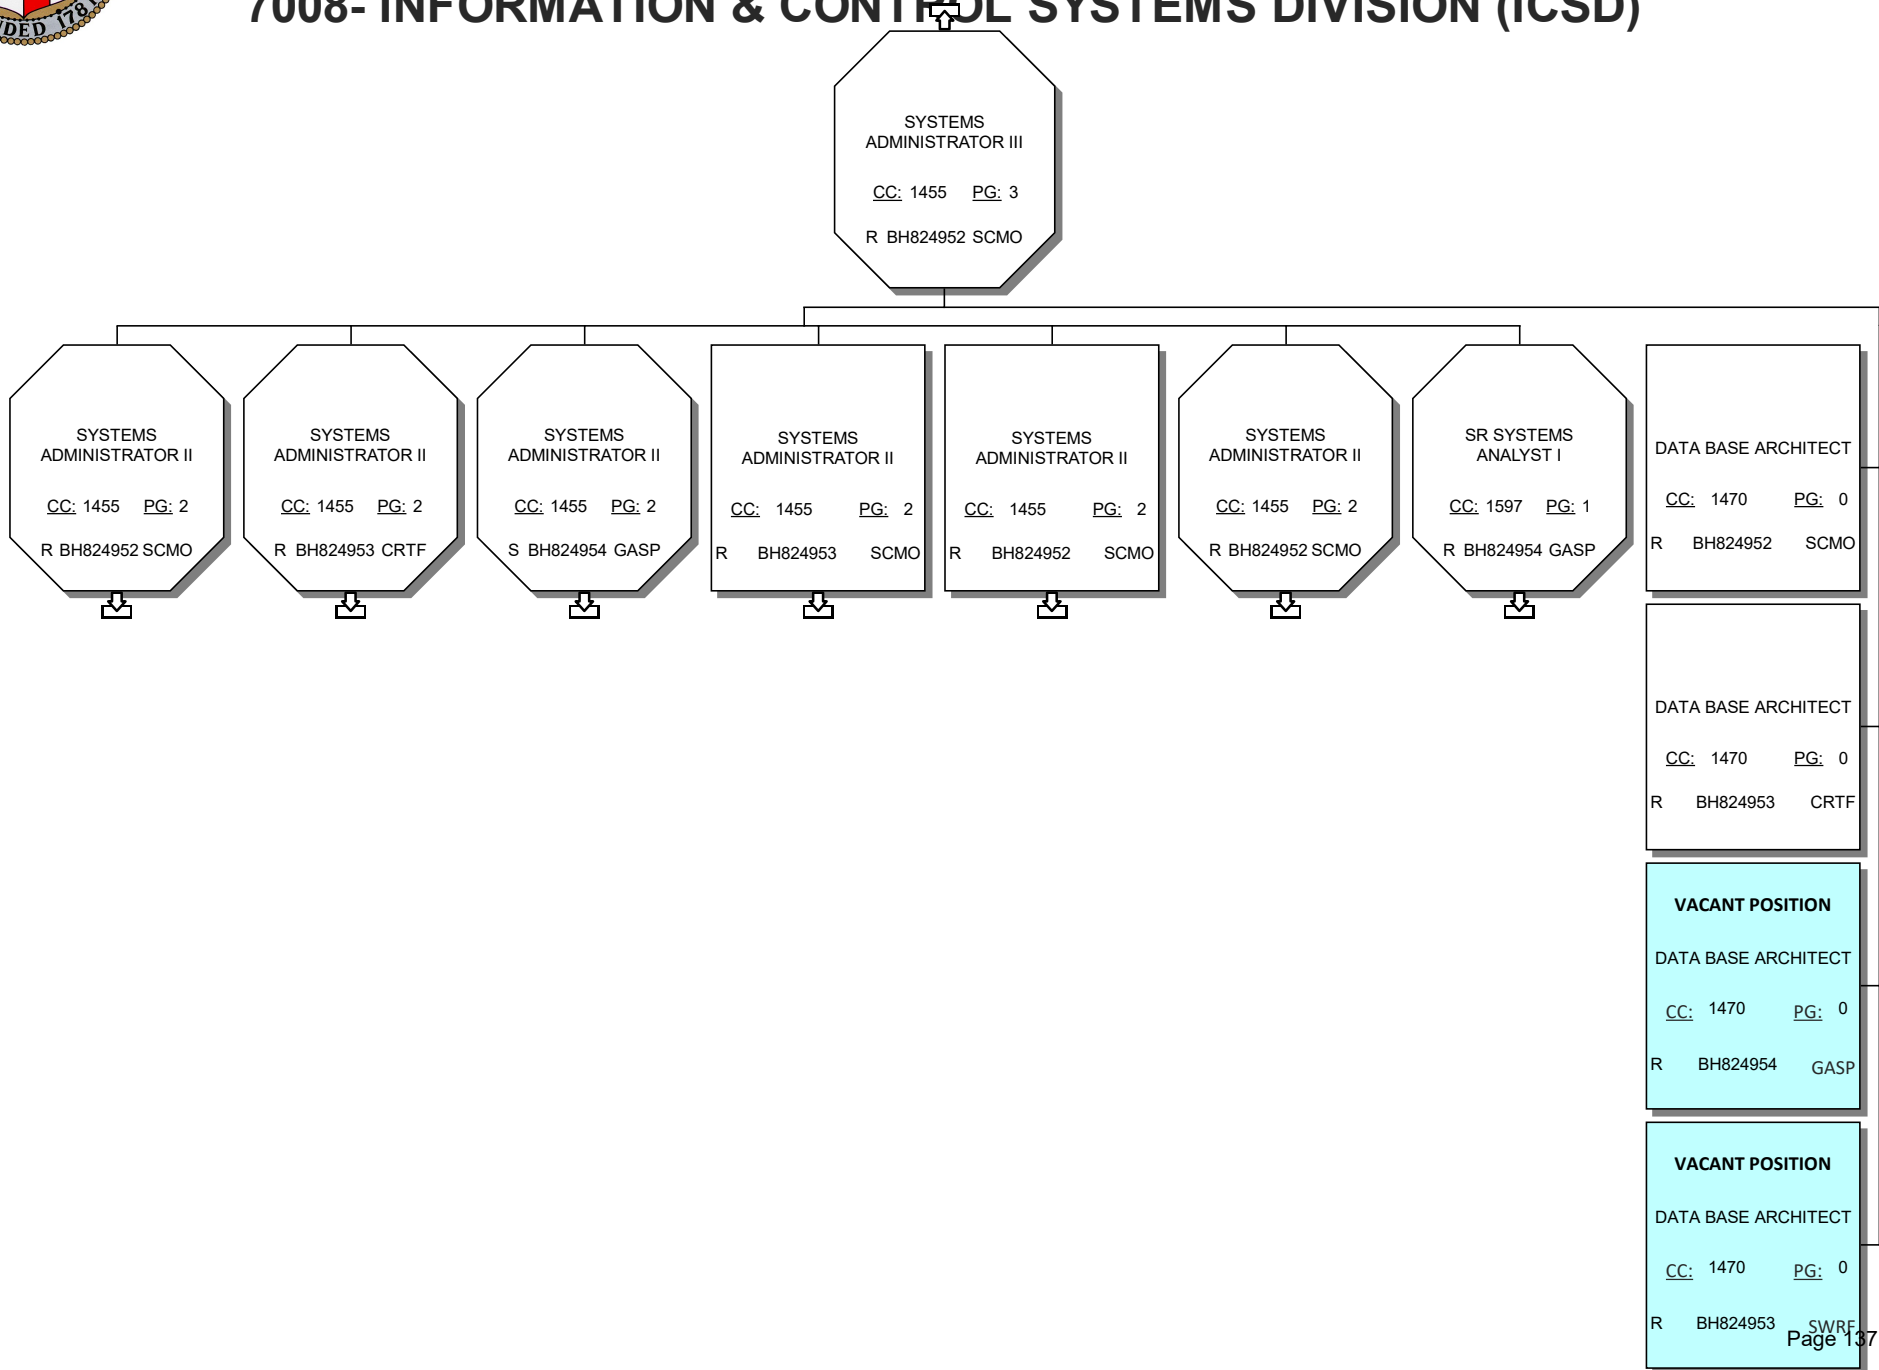 7008- INFORMATION & CONTROL SYSTEMS DIVISION (ICSD)
DED 178
SYSTEMS
ADMINISTRATOR III
CC: 1455 PG: 3
R BH824952 SCMO
SYSTEMS
ADMINISTRATOR II
CC: 1455 PG: 2
R BH824952 SCMO
SYSTEMS
ADMINISTRATOR II
CC: 1455 PG: 2
R BH824953 CRTF
SYSTEMS
ADMINISTRATOR II
CC: 1455 PG: 2
S BH824954 GASP
SYSTEMS
ADMINISTRATOR II
CC: 1455 PG: 2
R BH824953 SCMO
SYSTEMS
ADMINISTRATOR II
CC: 1455 PG: 2
R BH824952 SCMO
SYSTEMS
ADMINISTRATOR II
CC: 1455 PG: 2
R BH824952 SCMO
SR SYSTEMS
ANALYST I
CC: 1597 PG: 1
R BH824954 GASP
DATA BASE ARCHITECT
CC: 1470 PG: 0
R BH824952 SCMO
DATA BASE ARCHITECT
CC: 1470 PG: 0
R BH824953 CRTF
VACANT POSITION
DATA BASE ARCHITECT
CC: 1470 PG: 0
R BH824954 GASP
VACANT POSITION
DATA BASE ARCHITECT
CC: 1470 PG: 0
R BH824953 SWRF
Page 137